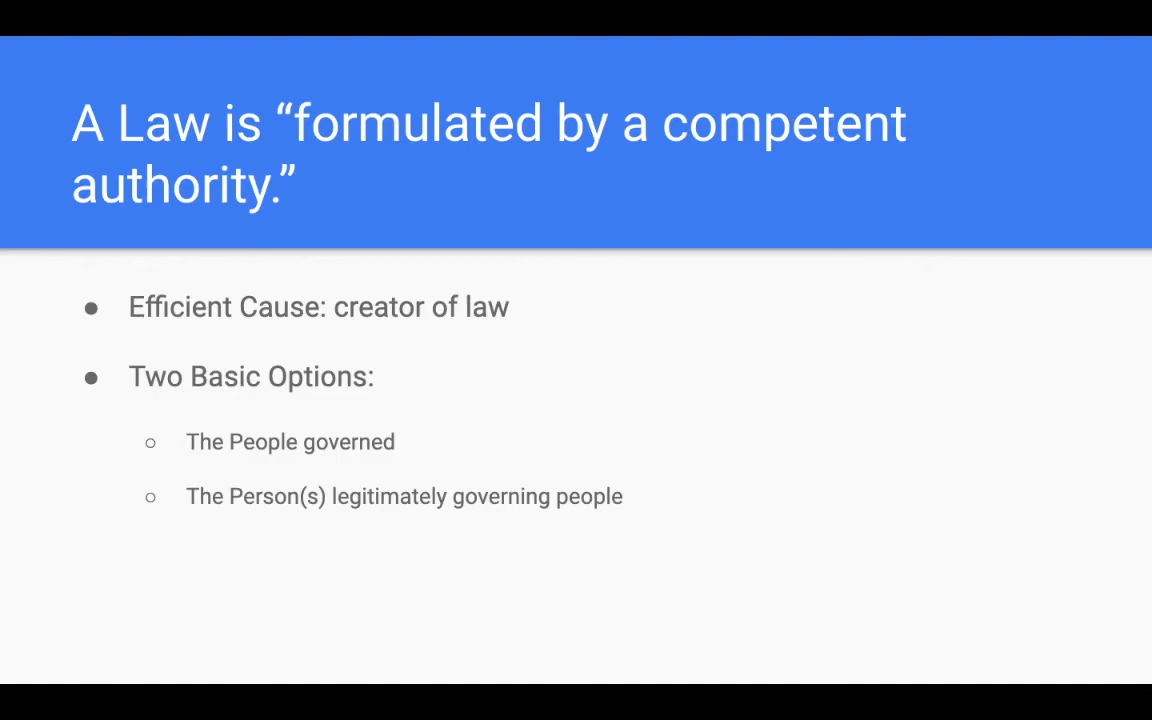 A Law is “formulated by a competent
authority.”
● Efficient Cause: creator of law
● Two Basic Options:
○ The People governed
○ The Person(s) legitimately governing people